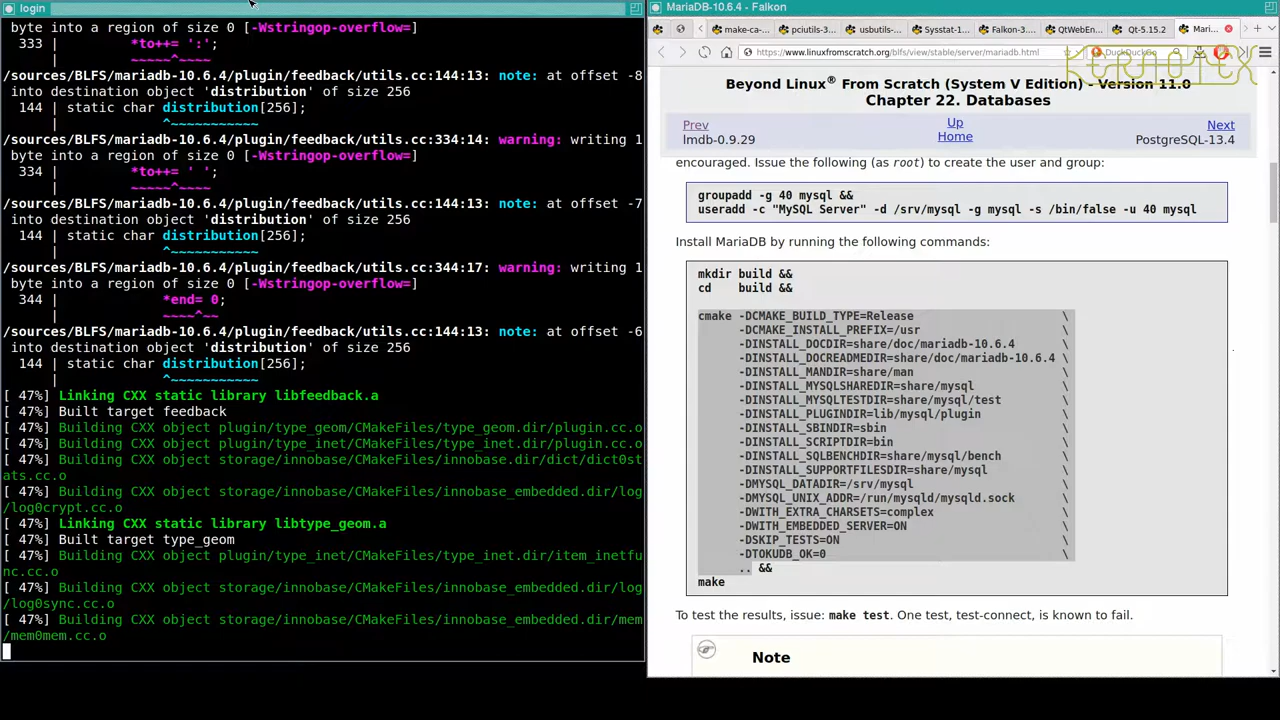 login
byte into a region of size 0 [-Wstringop-overflow=]
333 | *to++= ':';
| ~~~~~^~~~~
/sources/BLFS/mariadb-10.6.4/plugin/feedback/utils.cc:144:13: note: at offset -8
into destination object 'distribution' of size 256
144 | static char distribution[256];
| ^~~~~~~~~~~~
/sources/BLFS/mariadb-10.6.4/plugin/feedback/utils.cc:334:14: warning: writing 1
byte into a region of size 0 [-Wstringop-overflow=]
334 | *to++= ' ';
| ~~~~~^~~~~
/sources/BLFS/mariadb-10.6.4/plugin/feedback/utils.cc:144:13: note: at offset -7
into destination object 'distribution' of size 256
144 | static char distribution[256];
| ^~~~~~~~~~~~
/sources/BLFS/mariadb-10.6.4/plugin/feedback/utils.cc:344:17: warning: writing 1
byte into a region of size 0 [-Wstringop-overflow=]
344 | *end= 0;
| ~~~~^~~
/sources/BLFS/mariadb-10.6.4/plugin/feedback/utils.cc:144:13: note: at offset -6
into destination object 'distribution' of size 256
144 | static char distribution[256];
| ^~~~~~~~~~~~
[ 47%] Linking CXX static library libfeedback.a
[ 47%] Built target feedback
[ 47%] Building CXX object plugin/type_geom/CMakeFiles/type_geom.dir/plugin.cc.o
[ 47%] Building CXX object plugin/type_inet/CMakeFiles/type_inet.dir/plugin.cc.o
[ 47%] Building CXX object storage/innobase/CMakeFiles/innobase.dir/dict/dict0st
ats.cc.o
[ 47%] Building CXX object storage/innobase/CMakeFiles/innobase_embedded.dir/log
/log0crypt.cc.o
[ 47%] Linking CXX static library libtype_geom.a
[ 47%] Built target type_geom
[ 47%] Building CXX object plugin/type_inet/CMakeFiles/type_inet.dir/item_inetfu
nc.cc.o
[ 47%] Building CXX object storage/innobase/CMakeFiles/innobase_embedded.dir/log
/log0sync.cc.o
[ 47%] Building CXX object storage/innobase/CMakeFiles/innobase_embedded.dir/mem
/mem0mem.cc.o
MariaDB-10.6.4 - Falkon
make-ca-... pciutils-3... usbutils-... Sysstat-1... Falkon-3... QtWebEn... Qt-5.15.2 Mari...
https://www.linuxfromscratch.org/blfs/view/stable/server/mariadb.html DuckDuckGo
KERNOTEX
Beyond Linux® From Scratch (System V Edition) - Version 11.0
Chapter 22. Databases
Prev Up Next
lmdb-0.9.29 Home PostgreSQL-13.4
encouraged. Issue the following (as root) to create the user and group:
groupadd -g 40 mysql &&
useradd -c "MySQL Server" -d /srv/mysql -g mysql -s /bin/false -u 40 mysql
Install MariaDB by running the following commands:
mkdir build &&
cd build &&
cmake -DCMAKE_BUILD_TYPE=Release \
-DCMAKE_INSTALL_PREFIX=/usr \
-DINSTALL_DOCDIR=share/doc/mariadb-10.6.4 \
-DINSTALL_DOCREADMEDIR=share/doc/mariadb-10.6.4 \
-DINSTALL_MANDIR=share/man \
-DINSTALL_MYSQLSHAREDIR=share/mysql \
-DINSTALL_MYSQLTESTDIR=share/mysql/test \
-DINSTALL_PLUGINDIR=lib/mysql/plugin \
-DINSTALL_SBINDIR=sbin \
-DINSTALL_SCRIPTDIR=bin \
-DINSTALL_SQLBENCHDIR=share/mysql/bench \
-DINSTALL_SUPPORTFILESDIR=share/mysql \
-DMYSQL_DATADIR=/srv/mysql \
-DMYSQL_UNIX_ADDR=/run/mysqld/mysqld.sock \
-DWITH_EXTRA_CHARSETS=complex \
-DWITH_EMBEDDED_SERVER=ON \
-DSKIP_TESTS=ON \
-DTOKUDB_OK=0 \
.. &&
make
To test the results, issue: make test. One test, test-connect, is known to fail.
Note